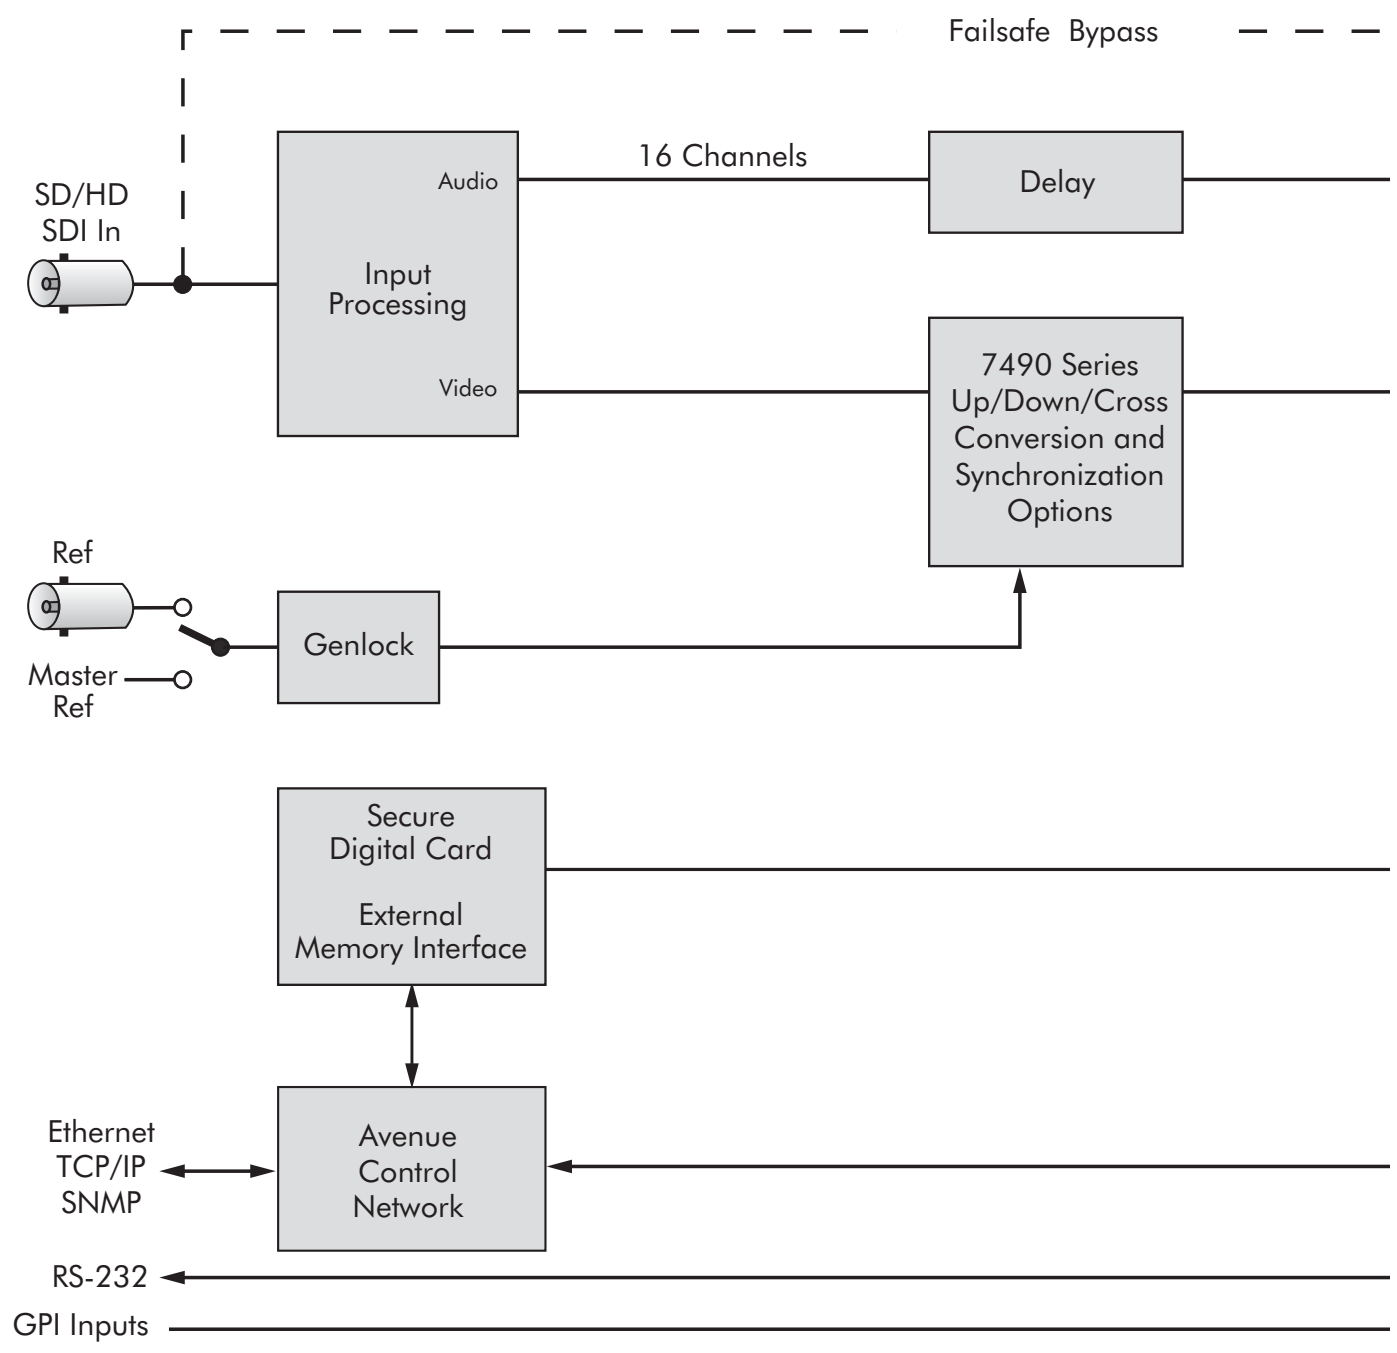 Failsafe Bypass
16 Channels
Audio
Delay
SD/HD
SDI In
Input
Processing
Video
7490 Series
Up/Down/Cross
Conversion and
Synchronization
Options
Ref
Genlock
Master
Ref
Secure
Digital Card
External
Memory Interface
Ethernet
TCP/IP
SNMP
Avenue
Control
Network
RS-232
GPI Inputs